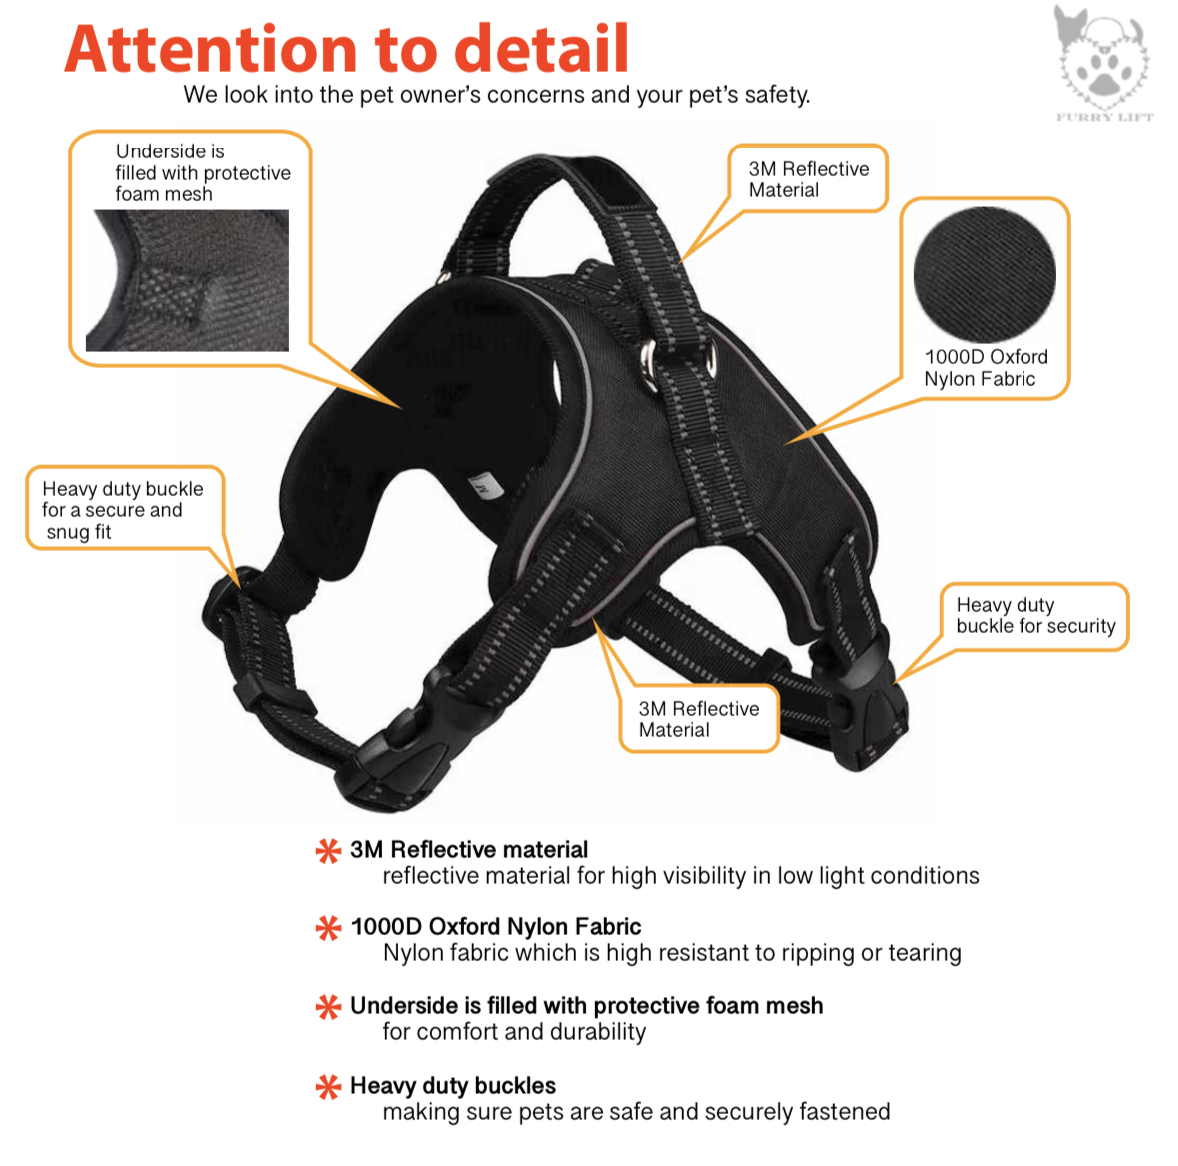 Attention to detail
We look into the pet owner's concerns and your pet's safety.
FURRY LIFT
Underside is
filled with protective
foam mesh
3M Reflective
Material
1000D Oxford
Nylon Fabric
Heavy duty buckle
for a secure and
snug fit
Heavy duty
buckle for security
3M Reflective
Material
3M Reflective material
reflective material for high visibility in low light conditions
1000D Oxford Nylon Fabric
Nylon fabric which is high resistant to ripping or tearing
Underside is filled with protective foam mesh
for comfort and durability
Heavy duty buckles
making sure pets are safe and securely fastened